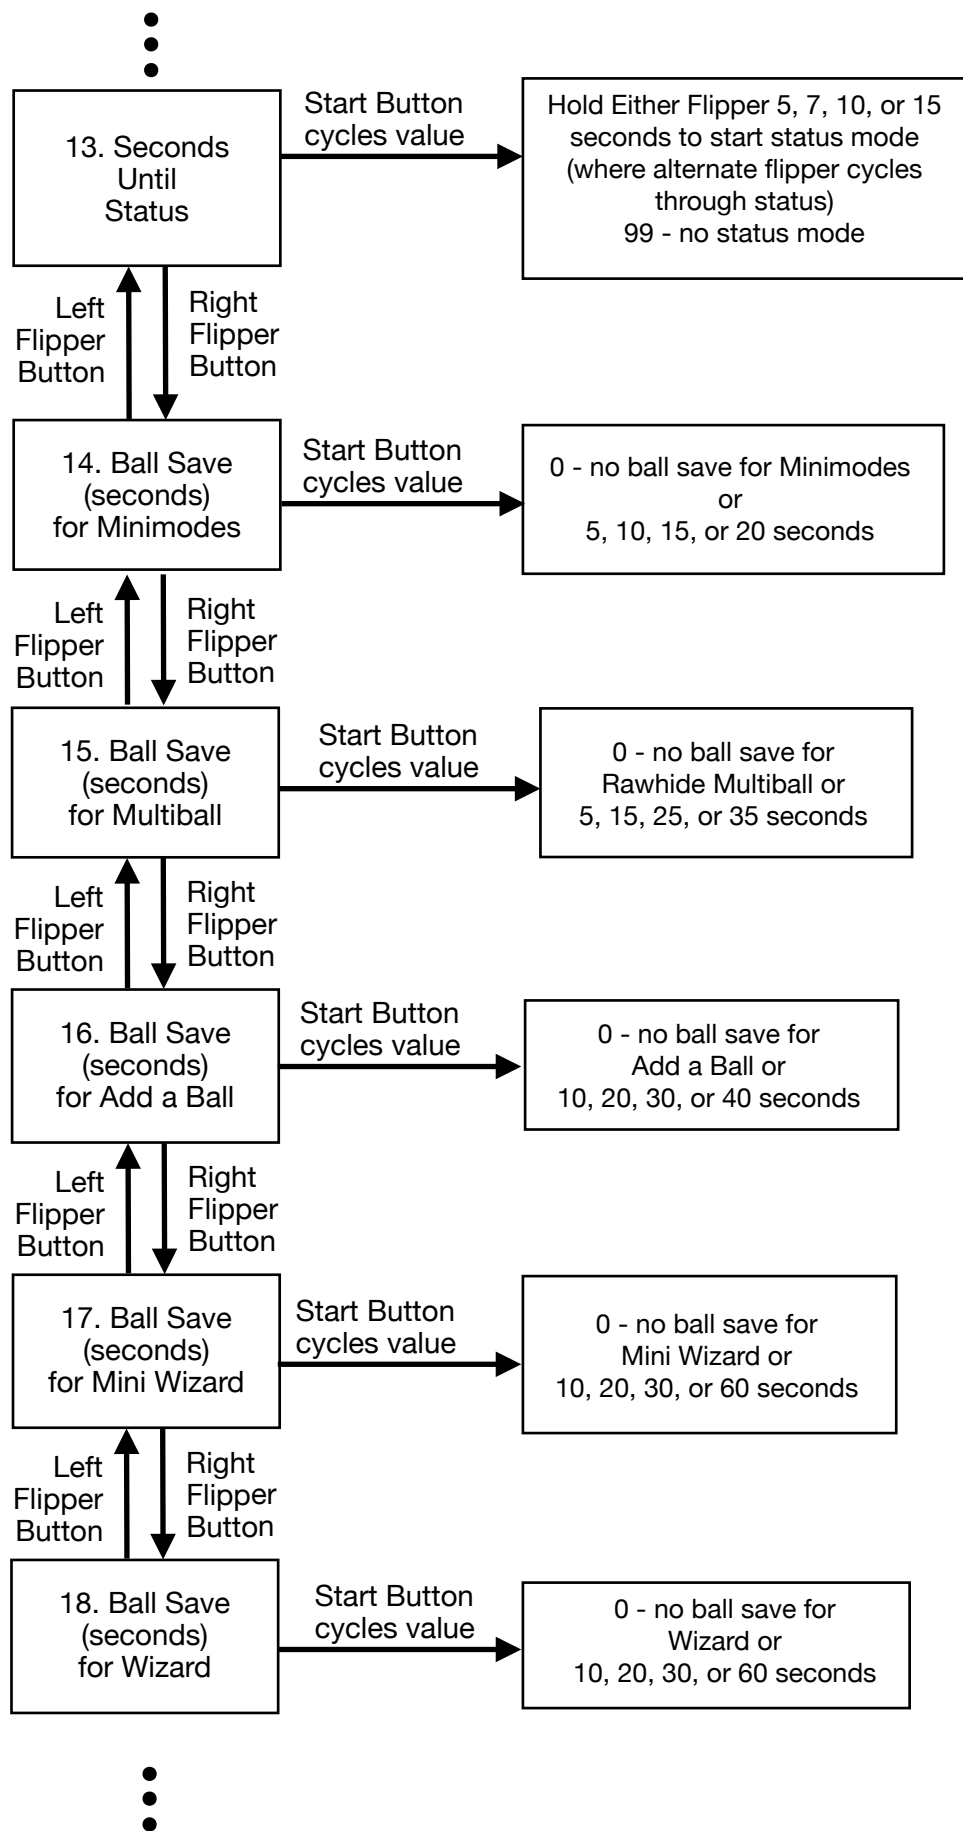 13. Seconds
Until
Status
Start Button
cycles value
Hold Either Flipper 5, 7, 10, or 15
seconds to start status mode
(where alternate flipper cycles
through status)
99 - no status mode
Left
Flipper
Button
Right
Flipper
Button
14. Ball Save
(seconds)
for Minimodes
Start Button
cycles value
0 - no ball save for Minimodes
or
5, 10, 15, or 20 seconds
Left
Flipper
Button
Right
Flipper
Button
15. Ball Save
(seconds)
for Multiball
Start Button
cycles value
0 - no ball save for
Rawhide Multiball or
5, 15, 25, or 35 seconds
Left
Flipper
Button
Right
Flipper
Button
16. Ball Save
(seconds)
for Add a Ball
Start Button
cycles value
0 - no ball save for
Add a Ball or
10, 20, 30, or 40 seconds
Left
Flipper
Button
Right
Flipper
Button
17. Ball Save
(seconds)
for Mini Wizard
Start Button
cycles value
0 - no ball save for
Mini Wizard or
10, 20, 30, or 60 seconds
Left
Flipper
Button
Right
Flipper
Button
18. Ball Save
(seconds)
for Wizard
Start Button
cycles value
0 - no ball save for
Wizard or
10, 20, 30, or 60 seconds